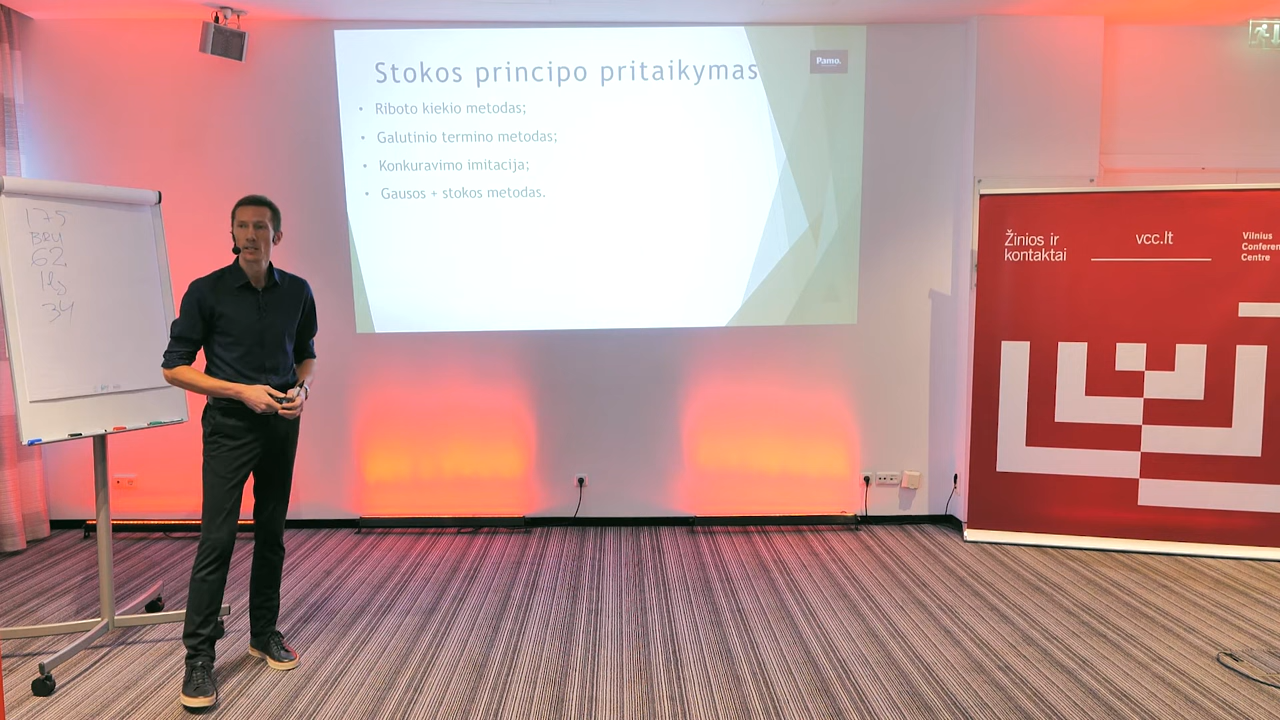 175
62
34
Stokos principo pritaikymas
• Riboto kiekio metodas;
• Galutinio termino metodas;
• Konkuravimo imitacija;
• Gausos + stokos metodas.
Pamo.
Žinios ir
kontaktai
vcc.lt
Vilnius
Conferen
Centre